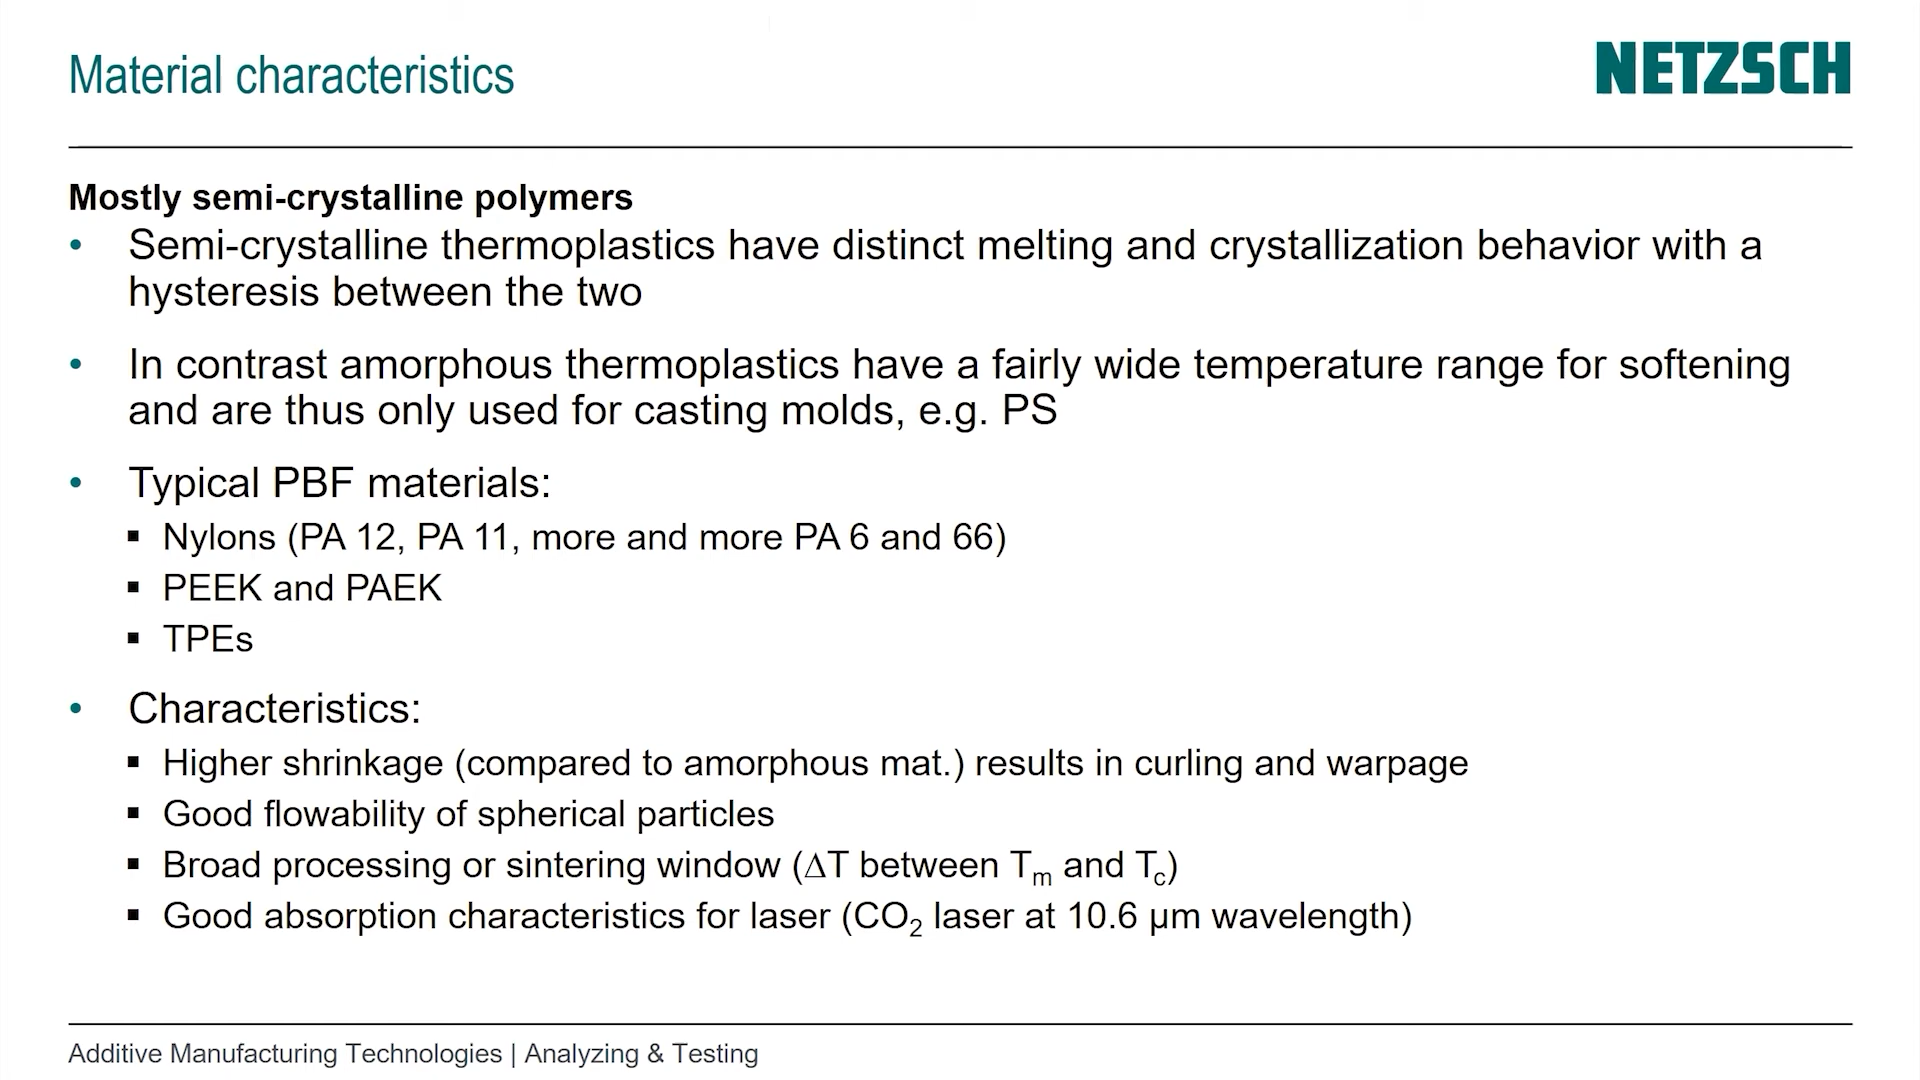 Material characteristics
NETZSCH
Mostly semi-crystalline polymers
• Semi-crystalline thermoplastics have distinct melting and crystallization behavior with a
hysteresis between the two
• In contrast amorphous thermoplastics have a fairly wide temperature range for softening
and are thus only used for casting molds, e.g. PS
• Typical PBF materials:
▪ Nylons (PA 12, PA 11, more and more PA 6 and 66)
▪ PEEK and PAEK
▪ TPEs
• Characteristics:
▪ Higher shrinkage (compared to amorphous mat.) results in curling and warpage
▪ Good flowability of spherical particles
▪ Broad processing or sintering window (ΔT between Tₘ and T꜀)
▪ Good absorption characteristics for laser (CO₂ laser at 10.6 µm wavelength)
Additive Manufacturing Technologies | Analyzing & Testing